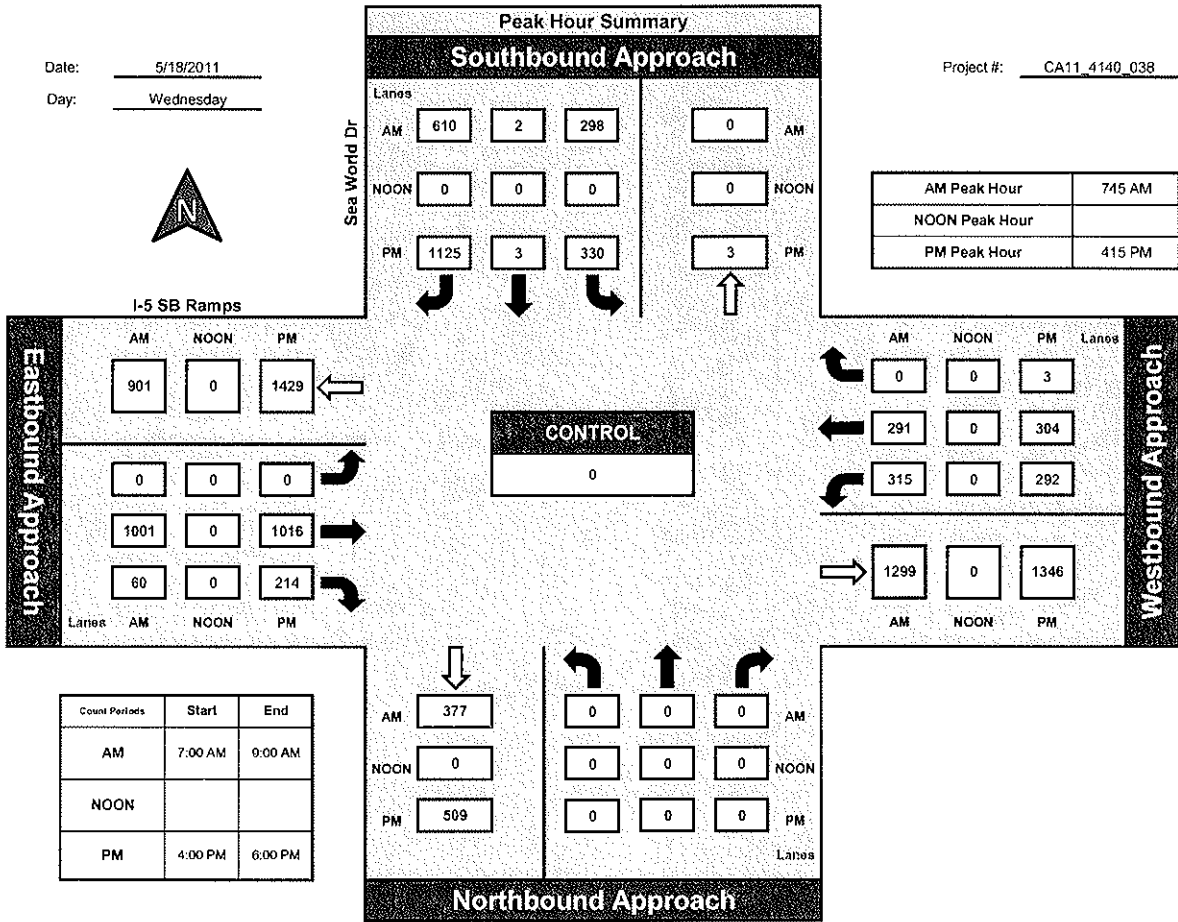 Peak Hour Summary
Southbound Approach
Date: 5/18/2011
Project #: CA11_4140_038
Day: Wednesday
Lanes
Sea World Dr
AM 610 2 298 0 AM
NOON 0 0 0 0 NOON
PM 1125 3 330 3 PM
N
AM Peak Hour 745 AM
NOON Peak Hour
PM Peak Hour 415 PM
I-5 SB Ramps
Eastbound Approach
AM NOON PM
901 0 1429
0 0 0
1001 0 1016
60 0 214
Lanes AM NOON PM
CONTROL
0
AM NOON PM Lanes
0 0 3
291 0 304
315 0 292
1299 0 1346
AM NOON PM
Westbound Approach
AM 377 0 0 0 AM
NOON 0 0 0 0 NOON
PM 509 0 0 0 PM
Lanes
Northbound Approach
Count Periods Start End
AM 7:00 AM 9:00 AM
NOON
PM 4:00 PM 6:00 PM